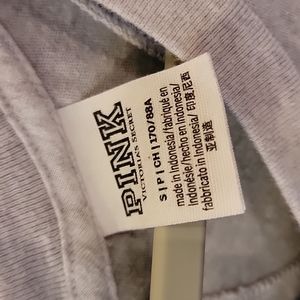 PINK
VICTORIA'S SECRET
S | P | CH | 170/88A
made in Indonesia/fabriqué en
Indonésie/hecho en Indonesia/
fabbricato in Indonesia/ 印度尼西
亚制造